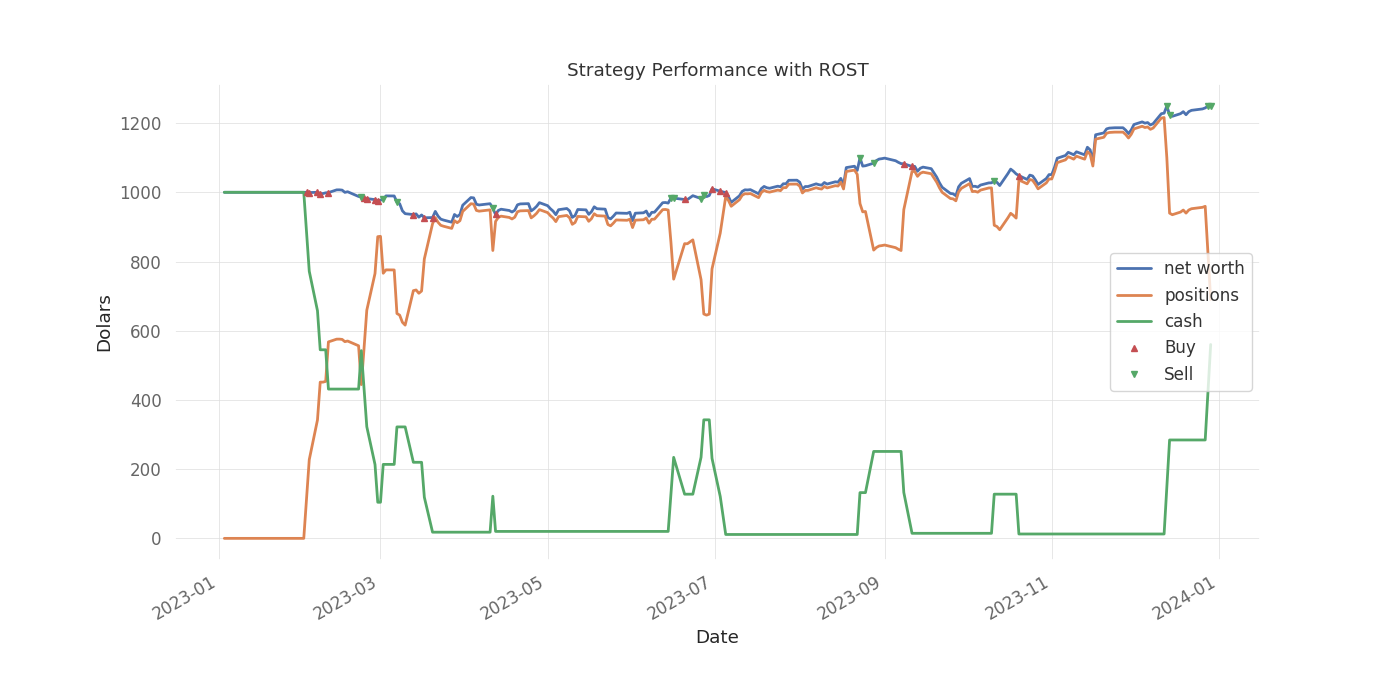 Strategy Performance with ROST
1200
1000
800
600
400
200
0
Dolars
net worth
positions
cash
Buy
Sell
2023-01
2023-03
2023-05
2023-07
2023-09
2023-11
2024-01
Date